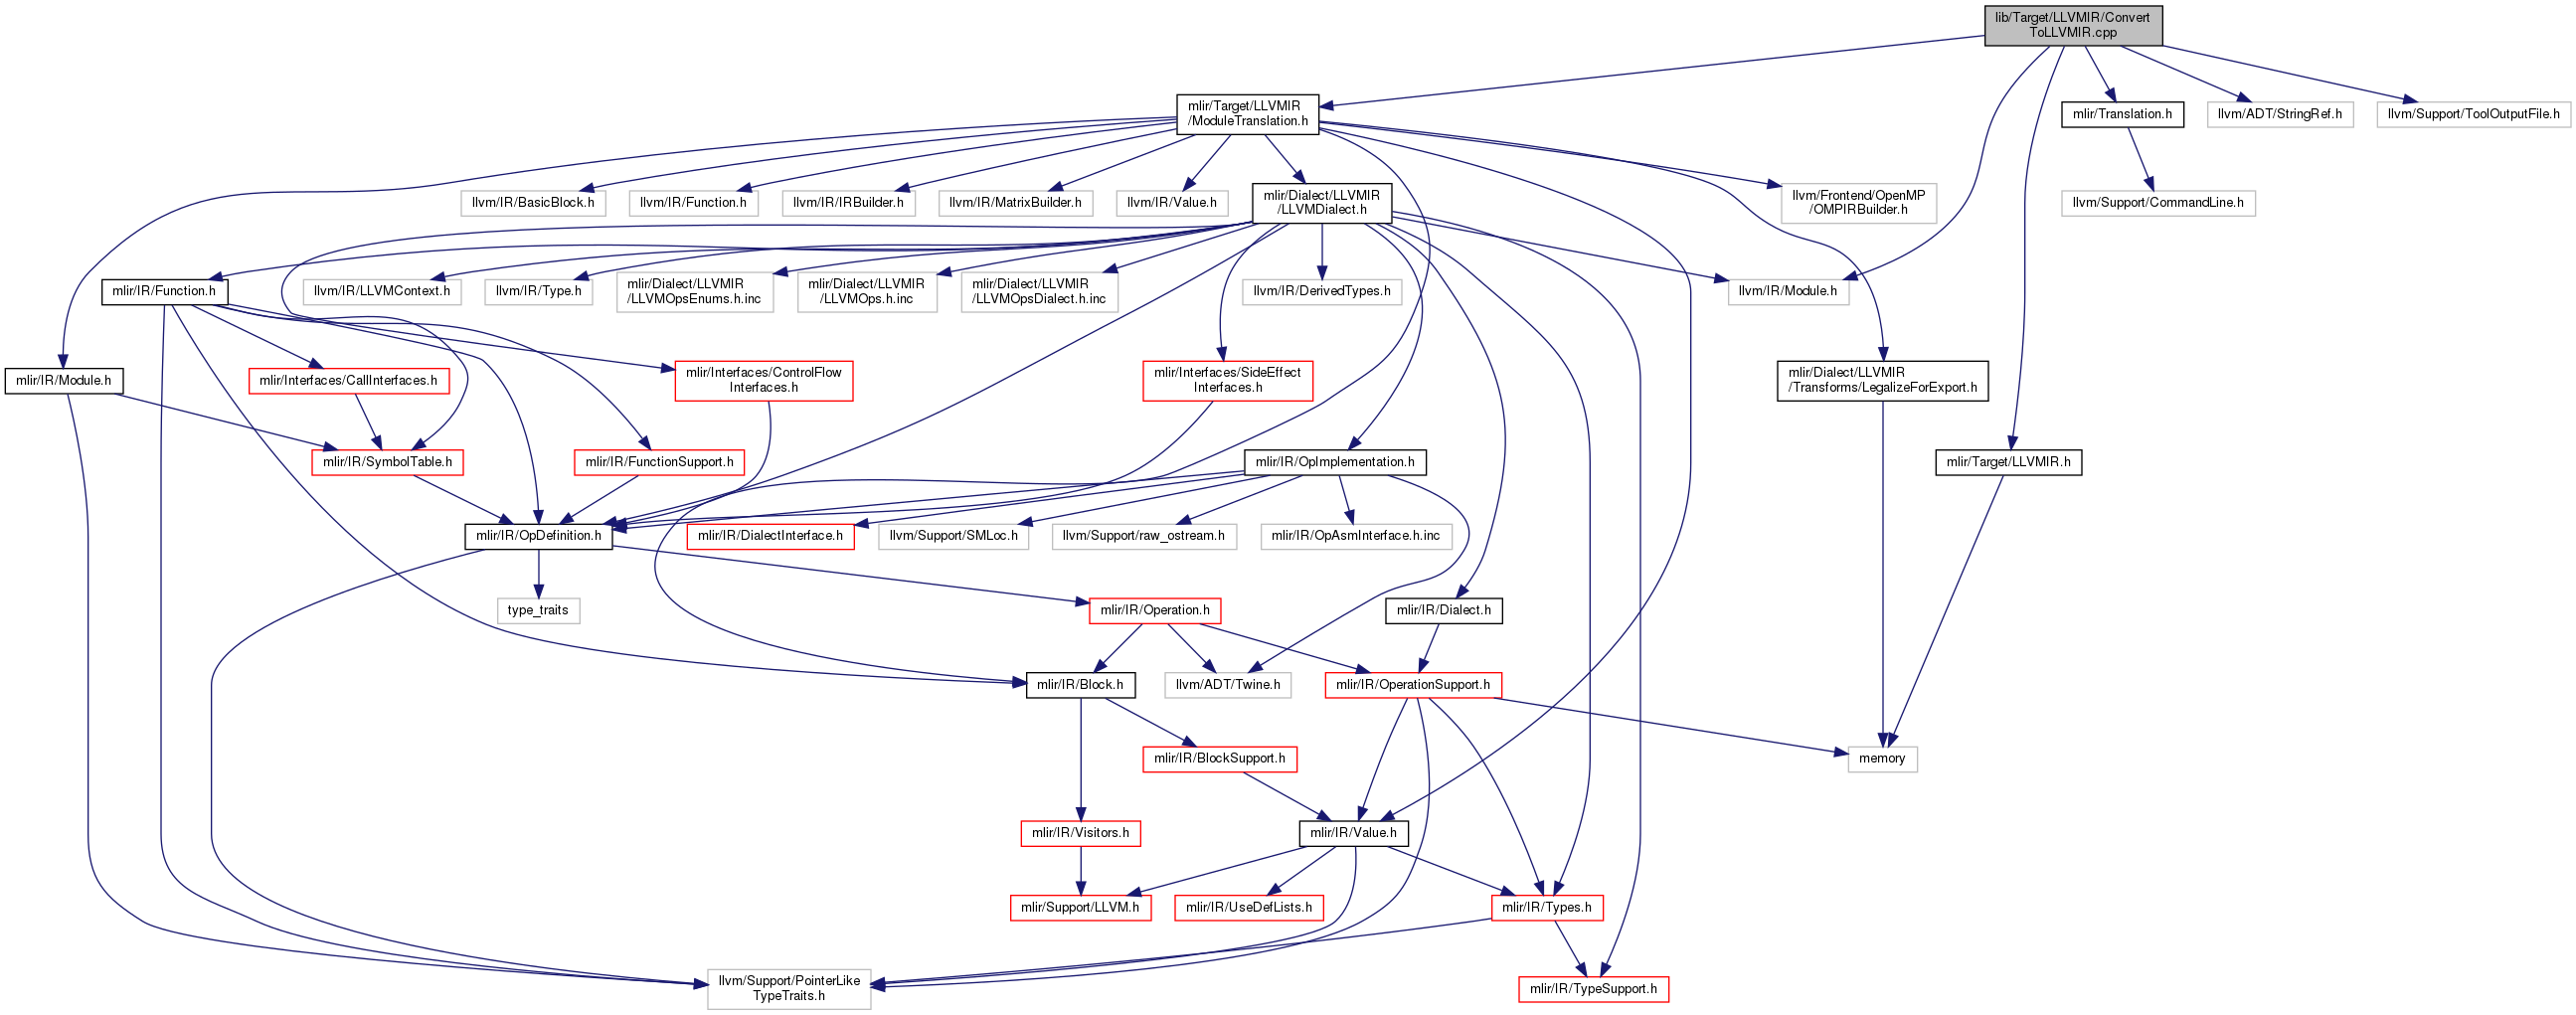 lib/Target/LLVMIR/Convert
ToLLVMIR.cpp
mlir/Target/LLVMIR
/ModuleTranslation.h
mlir/Translation.h
llvm/ADT/StringRef.h
llvm/Support/ToolOutputFile.h
llvm/IR/BasicBlock.h
llvm/IR/Function.h
llvm/IR/IRBuilder.h
llvm/IR/MatrixBuilder.h
llvm/IR/Value.h
mlir/Dialect/LLVMIR
/LLVMDialect.h
llvm/Frontend/OpenMP
/OMPIRBuilder.h
llvm/Support/CommandLine.h
mlir/IR/Function.h
llvm/IR/LLVMContext.h
llvm/IR/Type.h
mlir/Dialect/LLVMIR
/LLVMOpsEnums.h.inc
mlir/Dialect/LLVMIR
/LLVMOps.h.inc
mlir/Dialect/LLVMIR
/LLVMOpsDialect.h.inc
llvm/IR/DerivedTypes.h
llvm/IR/Module.h
mlir/IR/Module.h
mlir/Interfaces/CallInterfaces.h
mlir/Interfaces/ControlFlow
Interfaces.h
mlir/Interfaces/SideEffect
Interfaces.h
mlir/Dialect/LLVMIR
/Transforms/LegalizeForExport.h
mlir/IR/SymbolTable.h
mlir/IR/FunctionSupport.h
mlir/IR/OpImplementation.h
mlir/Target/LLVMIR.h
mlir/IR/OpDefinition.h
mlir/IR/DialectInterface.h
llvm/Support/SMLoc.h
llvm/Support/raw_ostream.h
mlir/IR/OpAsmInterface.h.inc
type_traits
mlir/IR/Operation.h
mlir/IR/Dialect.h
mlir/IR/Block.h
llvm/ADT/Twine.h
mlir/IR/OperationSupport.h
mlir/IR/BlockSupport.h
memory
mlir/IR/Visitors.h
mlir/IR/Value.h
mlir/Support/LLVM.h
mlir/IR/UseDefLists.h
mlir/IR/Types.h
llvm/Support/PointerLike
TypeTraits.h
mlir/IR/TypeSupport.h